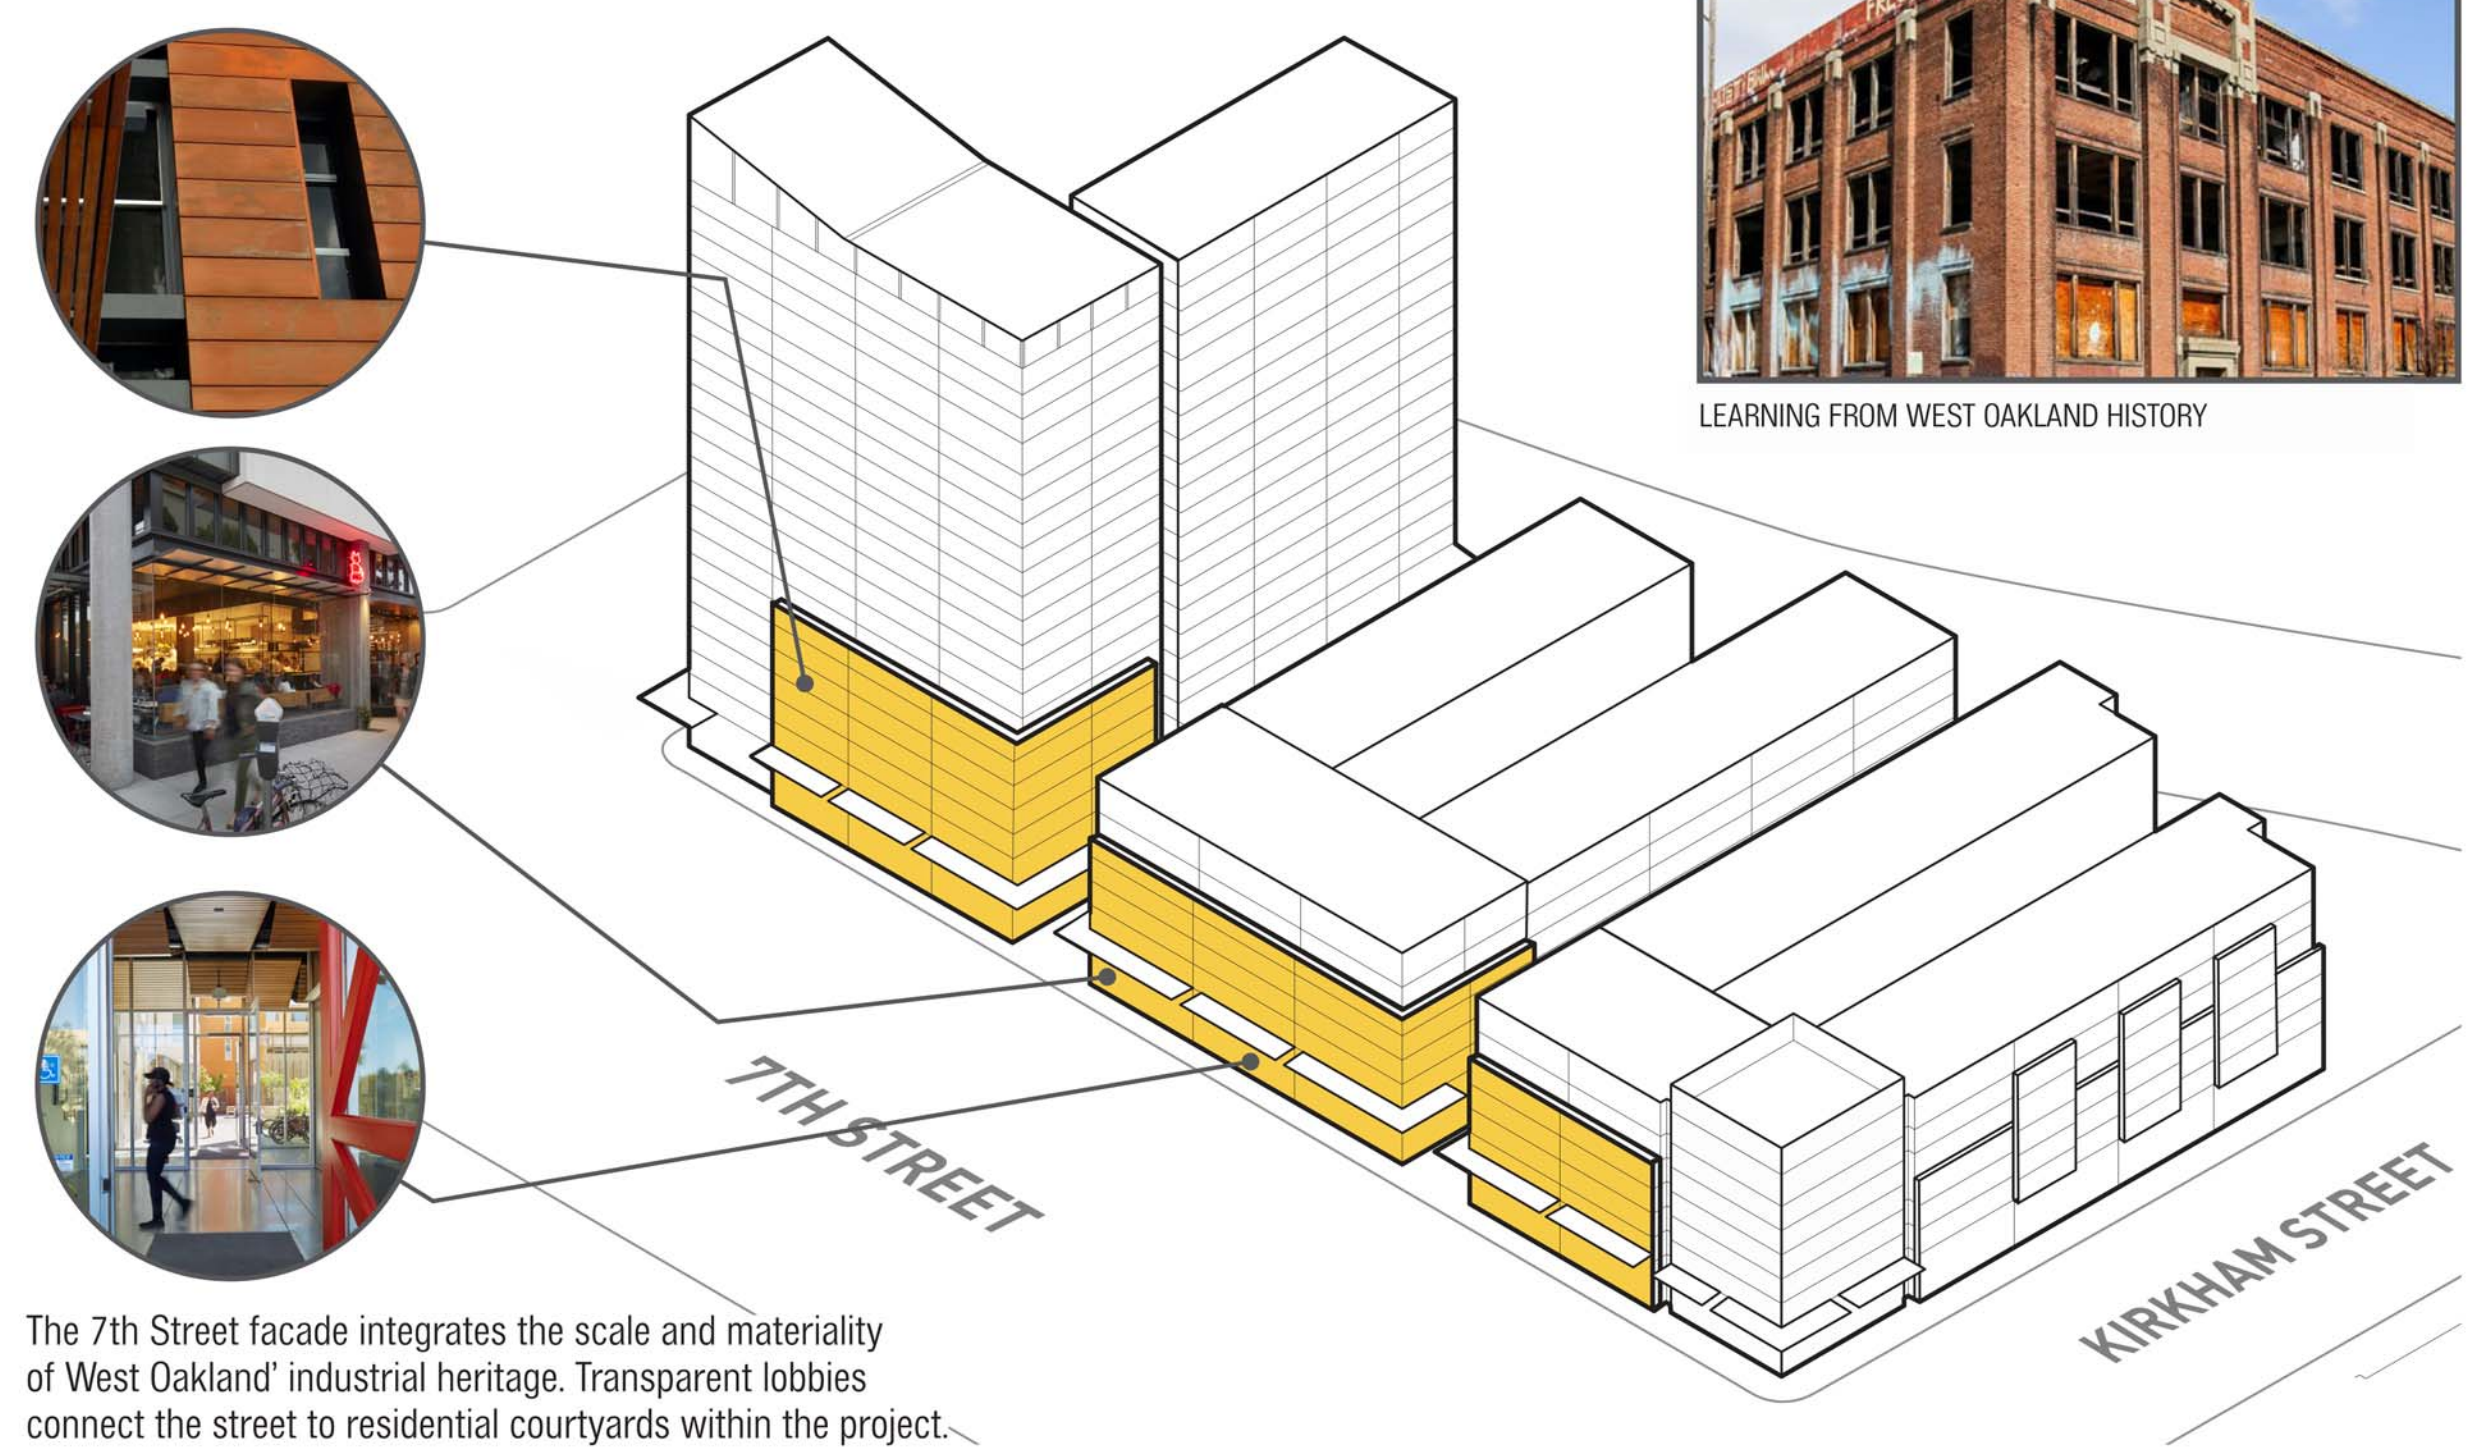 LEARNING FROM WEST OAKLAND HISTORY
7TH STREET
KIRKHAM STREET
The 7th Street facade integrates the scale and materiality
of West Oakland' industrial heritage. Transparent lobbies
connect the street to residential courtyards within the project.